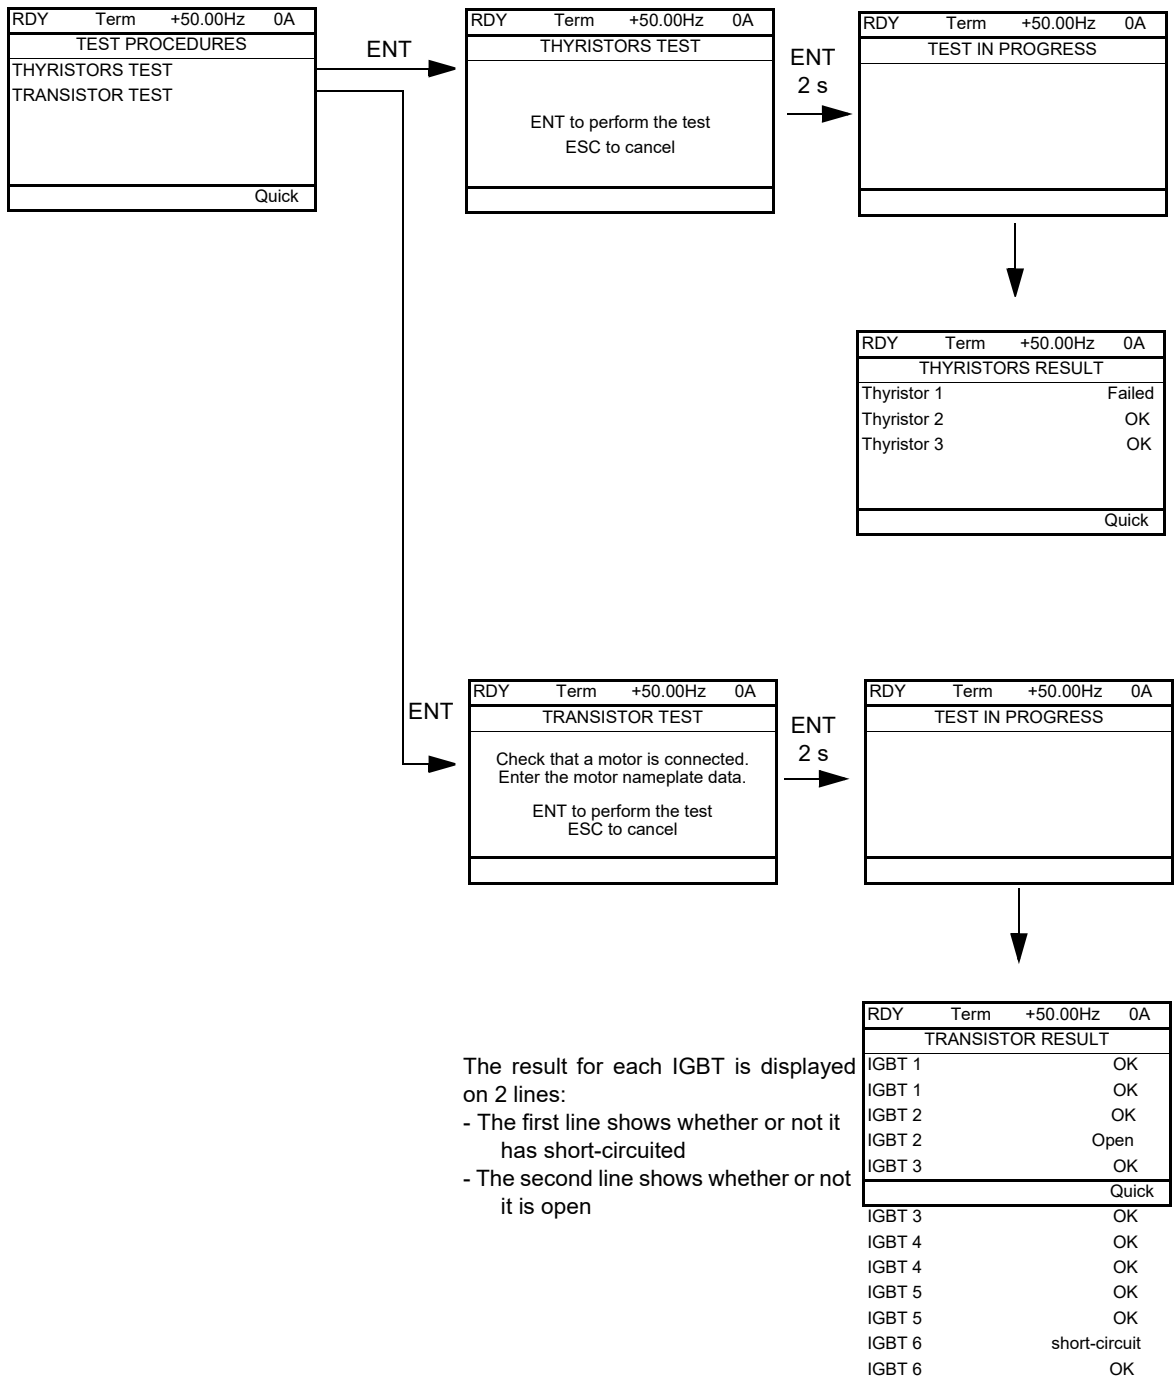 RDY Term +50.00Hz 0A
TEST PROCEDURES
THYRISTORS TEST
TRANSISTOR TEST
Quick
ENT
RDY Term +50.00Hz 0A
THYRISTORS TEST
ENT to perform the test
ESC to cancel
ENT
2 s
RDY Term +50.00Hz 0A
TEST IN PROGRESS
RDY Term +50.00Hz 0A
THYRISTORS RESULT
Thyristor 1 Failed
Thyristor 2 OK
Thyristor 3 OK
Quick
ENT
RDY Term +50.00Hz 0A
TRANSISTOR TEST
Check that a motor is connected.
Enter the motor nameplate data.
ENT to perform the test
ESC to cancel
ENT
2 s
RDY Term +50.00Hz 0A
TEST IN PROGRESS
The result for each IGBT is displayed
on 2 lines:
- The first line shows whether or not it
has short-circuited
- The second line shows whether or not
it is open
RDY Term +50.00Hz 0A
TRANSISTOR RESULT
IGBT 1 OK
IGBT 1 OK
IGBT 2 OK
IGBT 2 Open
IGBT 3 OK
Quick
IGBT 3 OK
IGBT 4 OK
IGBT 4 OK
IGBT 5 OK
IGBT 5 OK
IGBT 6 short-circuit
IGBT 6 OK